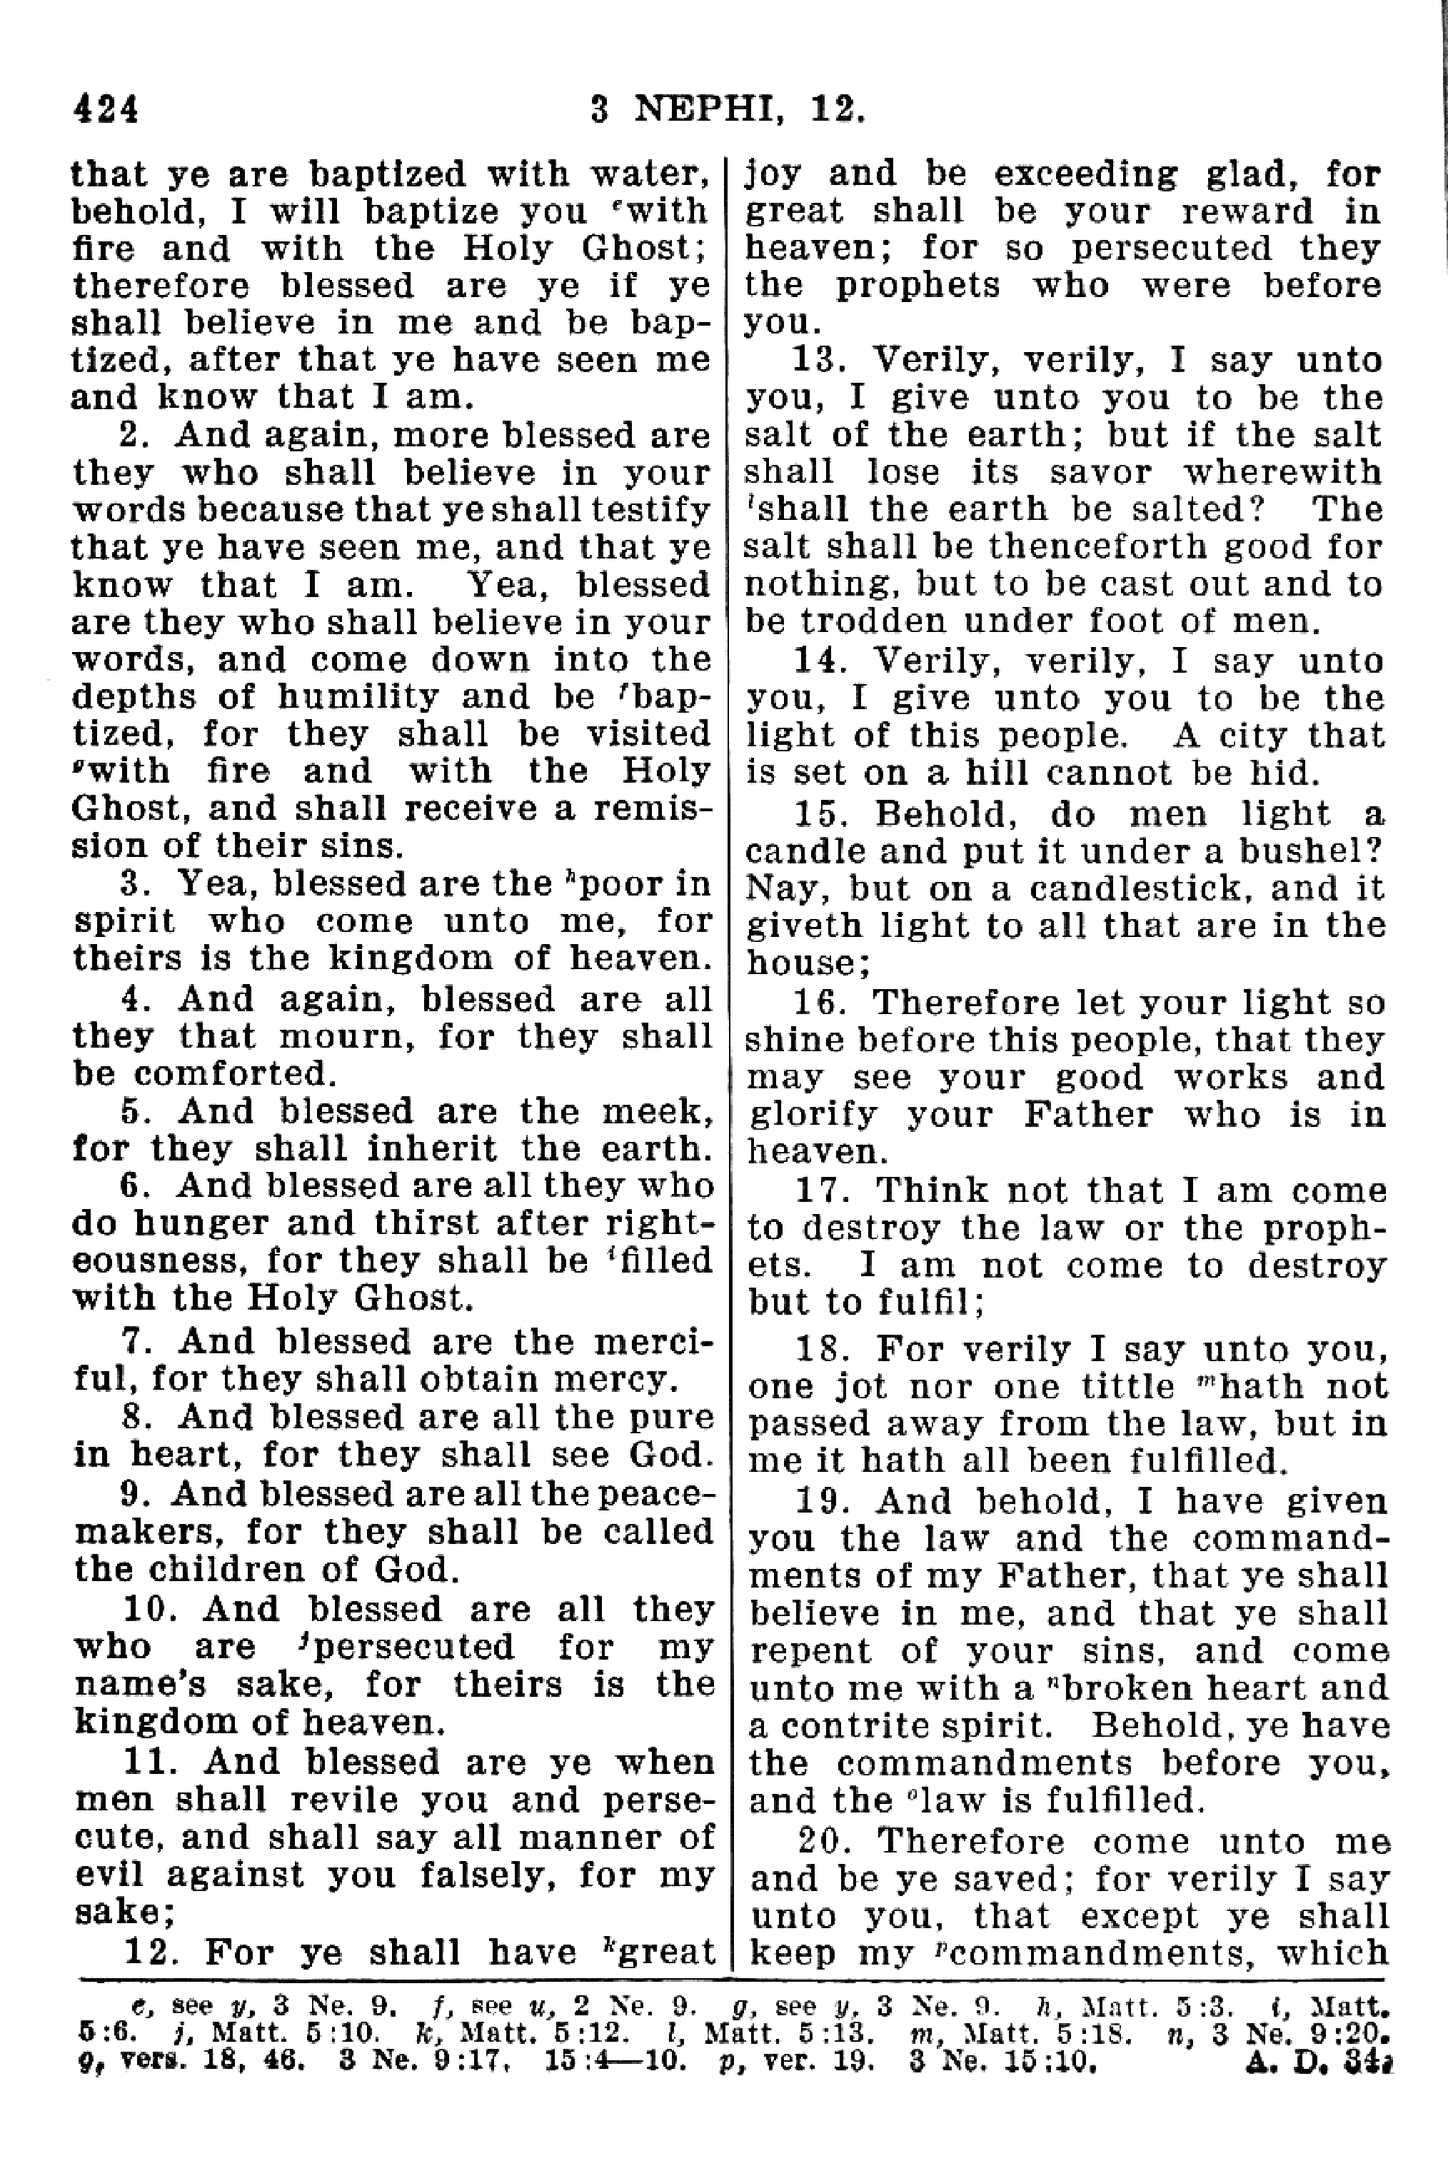 424
3 NEPHI, 12.
that ye are baptized with water,
behold, I will baptize you ᵉwith
fire and with the Holy Ghost;
therefore blessed are ye if ye
shall believe in me and be bap-
tized, after that ye have seen me
and know that I am.
2. And again, more blessed are
they who shall believe in your
words because that ye shall testify
that ye have seen me, and that ye
know that I am. Yea, blessed
are they who shall believe in your
words, and come down into the
depths of humility and be ᶠbap-
tized, for they shall be visited
ᵍwith fire and with the Holy
Ghost, and shall receive a remis-
sion of their sins.
3. Yea, blessed are the ʰpoor in
spirit who come unto me, for
theirs is the kingdom of heaven.
4. And again, blessed are all
they that mourn, for they shall
be comforted.
5. And blessed are the meek,
for they shall inherit the earth.
6. And blessed are all they who
do hunger and thirst after right-
eousness, for they shall be ⁱfilled
with the Holy Ghost.
7. And blessed are the merci-
ful, for they shall obtain mercy.
8. And blessed are all the pure
in heart, for they shall see God.
9. And blessed are all the peace-
makers, for they shall be called
the children of God.
10. And blessed are all they
who are ʲpersecuted for my
name's sake, for theirs is the
kingdom of heaven.
11. And blessed are ye when
men shall revile you and perse-
cute, and shall say all manner of
evil against you falsely, for my
sake;
12. For ye shall have ᵏgreat
joy and be exceeding glad, for
great shall be your reward in
heaven; for so persecuted they
the prophets who were before
you.
13. Verily, verily, I say unto
you, I give unto you to be the
salt of the earth; but if the salt
shall lose its savor wherewith
ˡshall the earth be salted? The
salt shall be thenceforth good for
nothing, but to be cast out and to
be trodden under foot of men.
14. Verily, verily, I say unto
you, I give unto you to be the
light of this people. A city that
is set on a hill cannot be hid.
15. Behold, do men light a
candle and put it under a bushel?
Nay, but on a candlestick, and it
giveth light to all that are in the
house;
16. Therefore let your light so
shine before this people, that they
may see your good works and
glorify your Father who is in
heaven.
17. Think not that I am come
to destroy the law or the proph-
ets. I am not come to destroy
but to fulfil;
18. For verily I say unto you,
one jot nor one tittle ᵐhath not
passed away from the law, but in
me it hath all been fulfilled.
19. And behold, I have given
you the law and the command-
ments of my Father, that ye shall
believe in me, and that ye shall
repent of your sins, and come
unto me with a ⁿbroken heart and
a contrite spirit. Behold, ye have
the commandments before you,
and the ᵒlaw is fulfilled.
20. Therefore come unto me
and be ye saved; for verily I say
unto you, that except ye shall
keep my ᵖcommandments, which
e, see y, 3 Ne. 9. f, see u, 2 Ne. 9. g, see y, 3 Ne. 9. h, Matt. 5:3. i, Matt.
5:6. j, Matt. 5:10. k, Matt. 5:12. l, Matt. 5:13. m, Matt. 5:18. n, 3 Ne. 9:20.
o, vers. 18, 46. 3 Ne. 9:17, 15:4—10. p, ver. 19. 3 Ne. 15:10. A. D. 34.